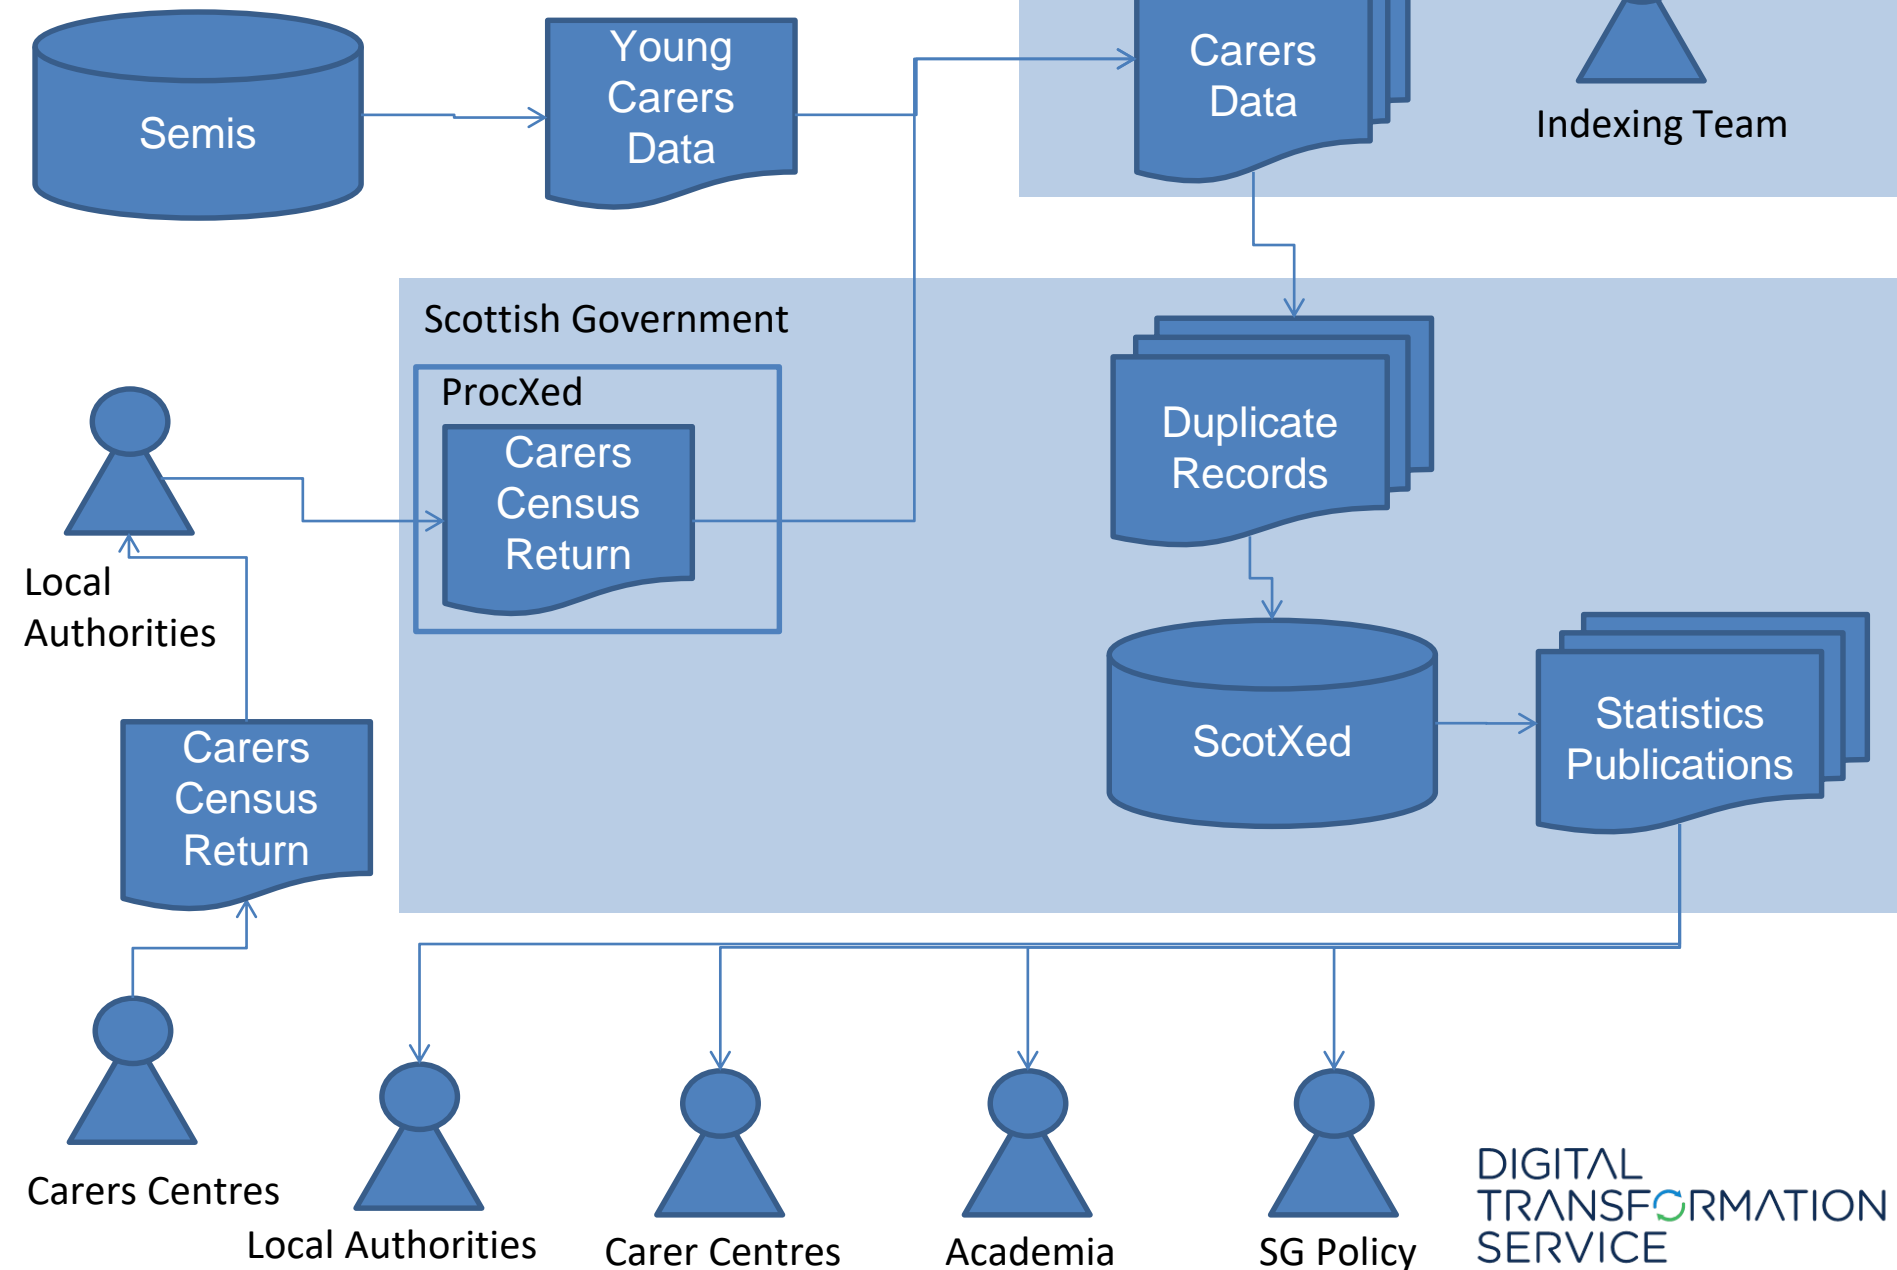 Semis
Young
Carers
Data
Carers
Data
Indexing Team
Scottish Government
ProcXed
Carers
Census
Return
Duplicate
Records
Local
Authorities
Carers
Census
Return
ScotXed
Statistics
Publications
Carers Centres
Local Authorities
Carer Centres
Academia
SG Policy
DIGITAL
TRANSFORMATION
SERVICE